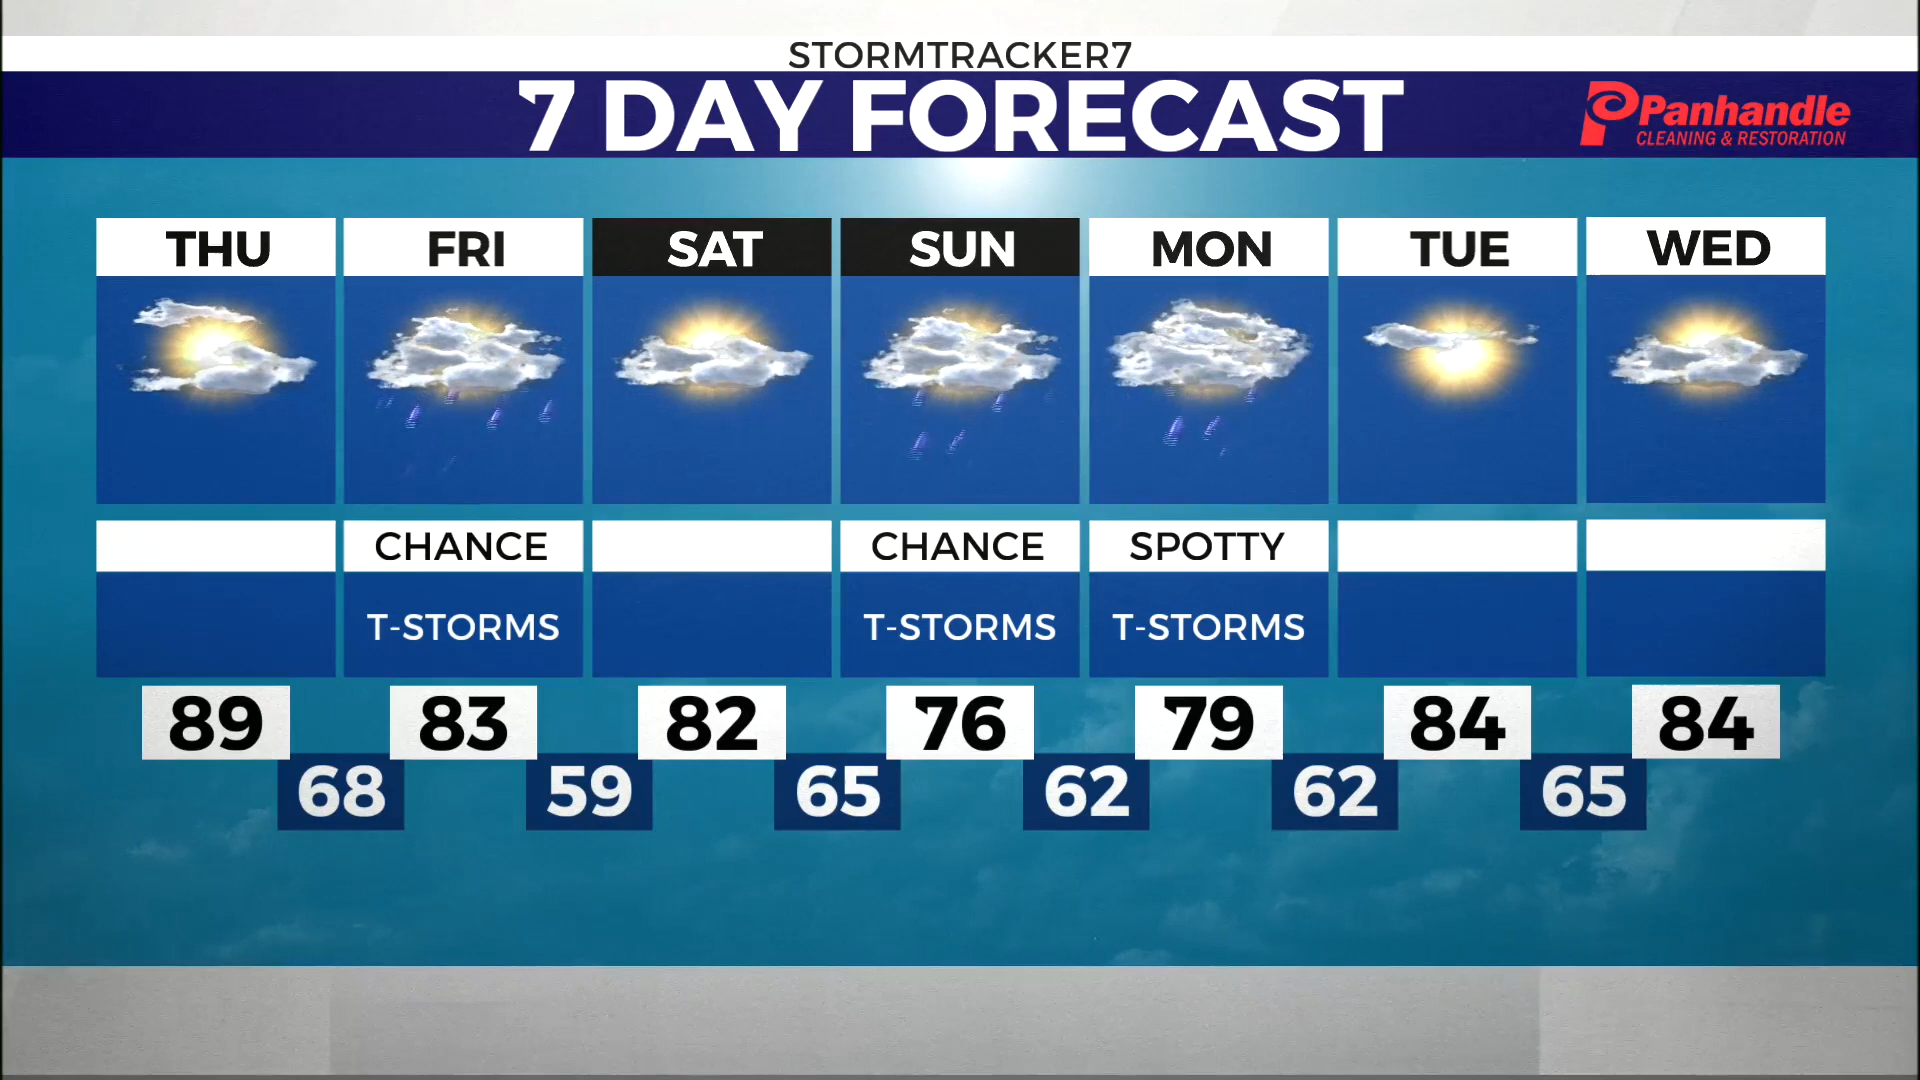 STORMTRACKER7
7 DAY FORECAST
Panhandle
CLEANING & RESTORATION
THU FRI SAT SUN MON TUE WED
CHANCE CHANCE SPOTTY
T-STORMS T-STORMS T-STORMS
89 83 82 76 79 84 84
68 59 65 62 62 65